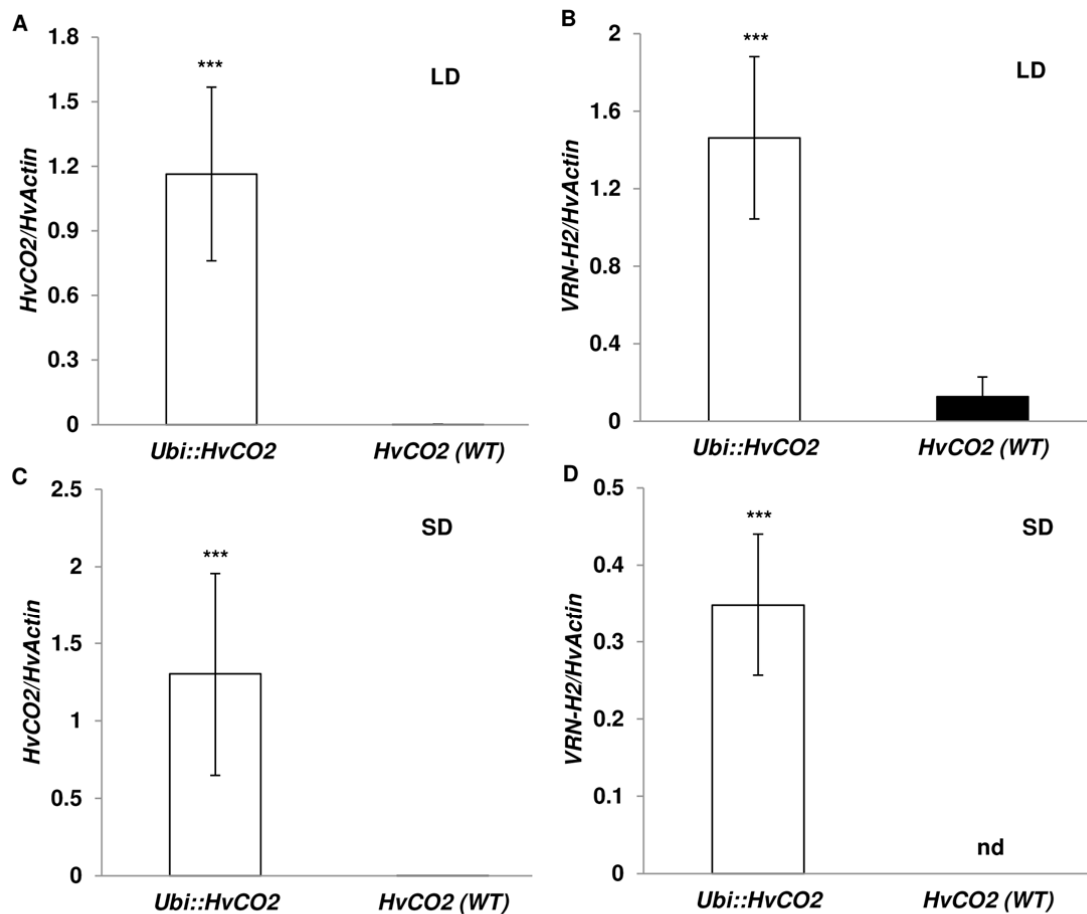 A
1.8
1.5
1.2
0.9
0.6
0.3
0
HvCO2/HvActin
***
LD
Ubi::HvCO2 HvCO2 (WT)
B
2
1.6
1.2
0.8
0.4
0
VRN-H2/HvActin
***
LD
Ubi::HvCO2 HvCO2 (WT)
C
2.5
2
1.5
1
0.5
0
HvCO2/HvActin
***
SD
Ubi::HvCO2 HvCO2 (WT)
D
0.5
0.4
0.3
0.2
0.1
0
VRN-H2/HvActin
***
SD
nd
Ubi::HvCO2 HvCO2 (WT)